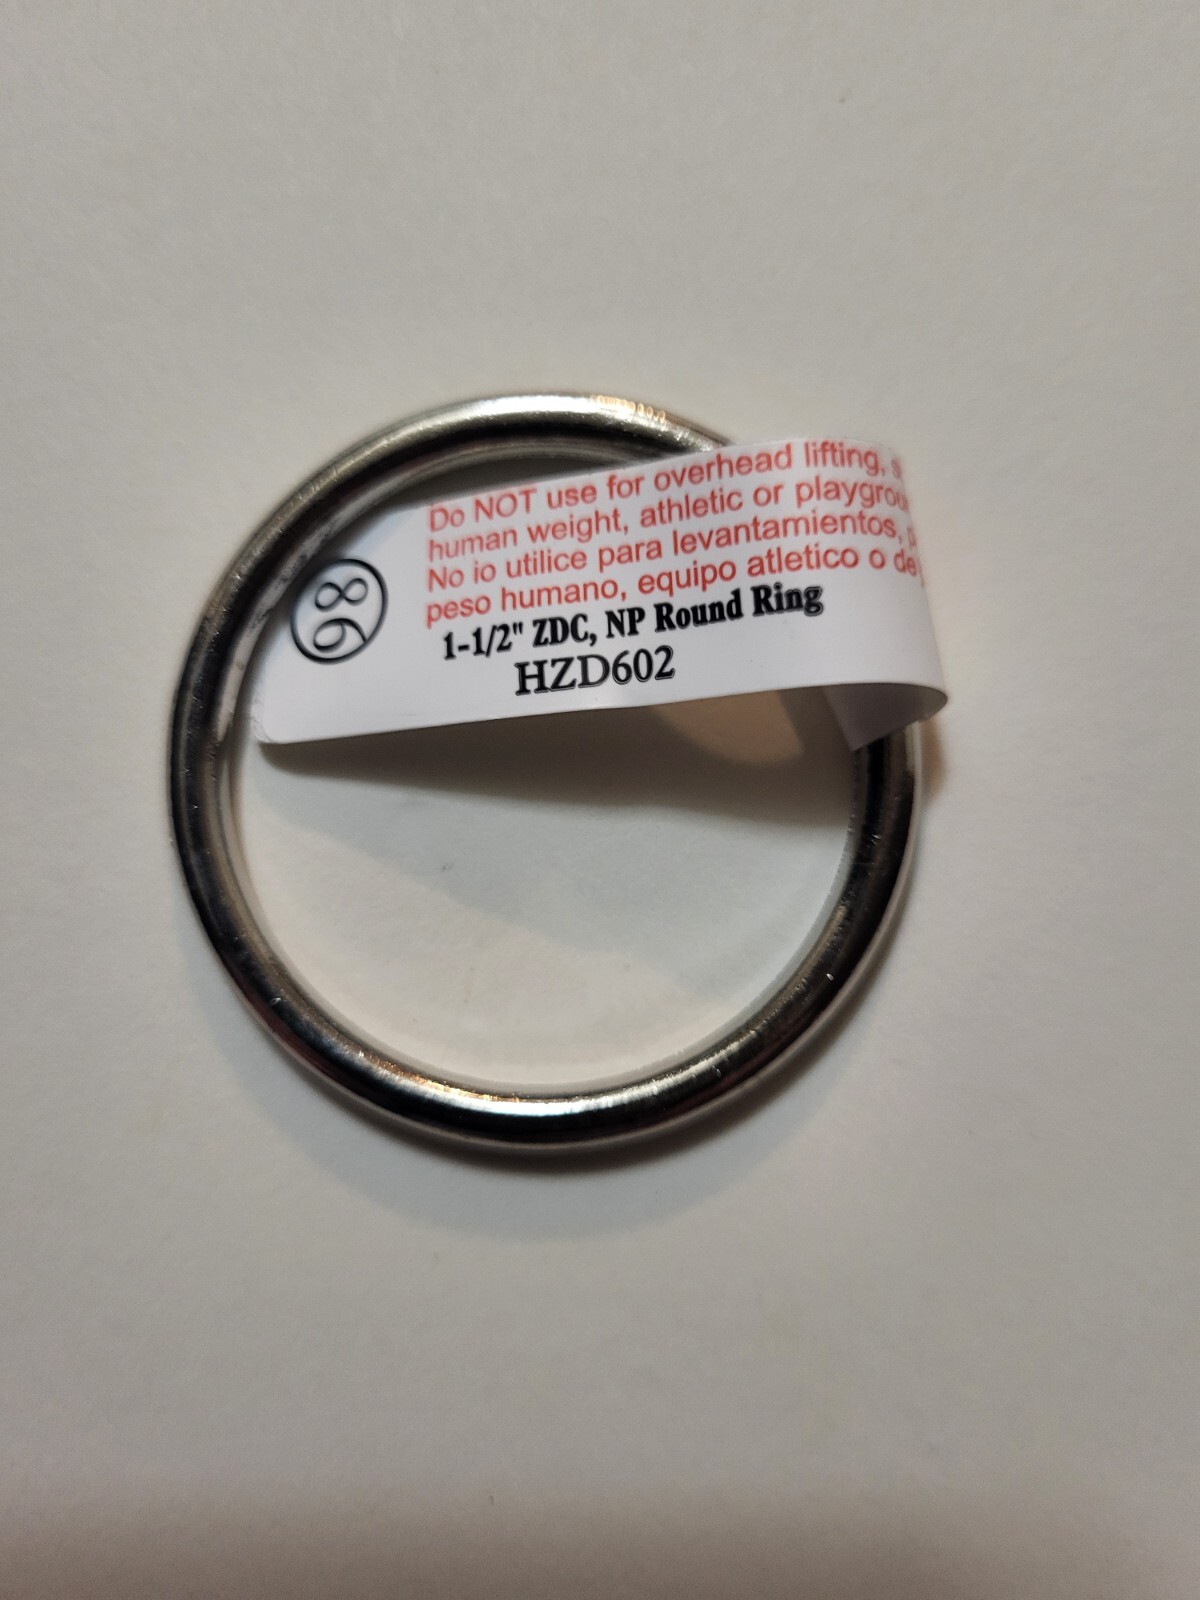 Do NOT use for overhead lifting,
human weight, athletic or playgrou
No io utilice para levantamientos, p
peso humano, equipo atletico o de
1-1/2" ZDC, NP Round Ring
HZD602